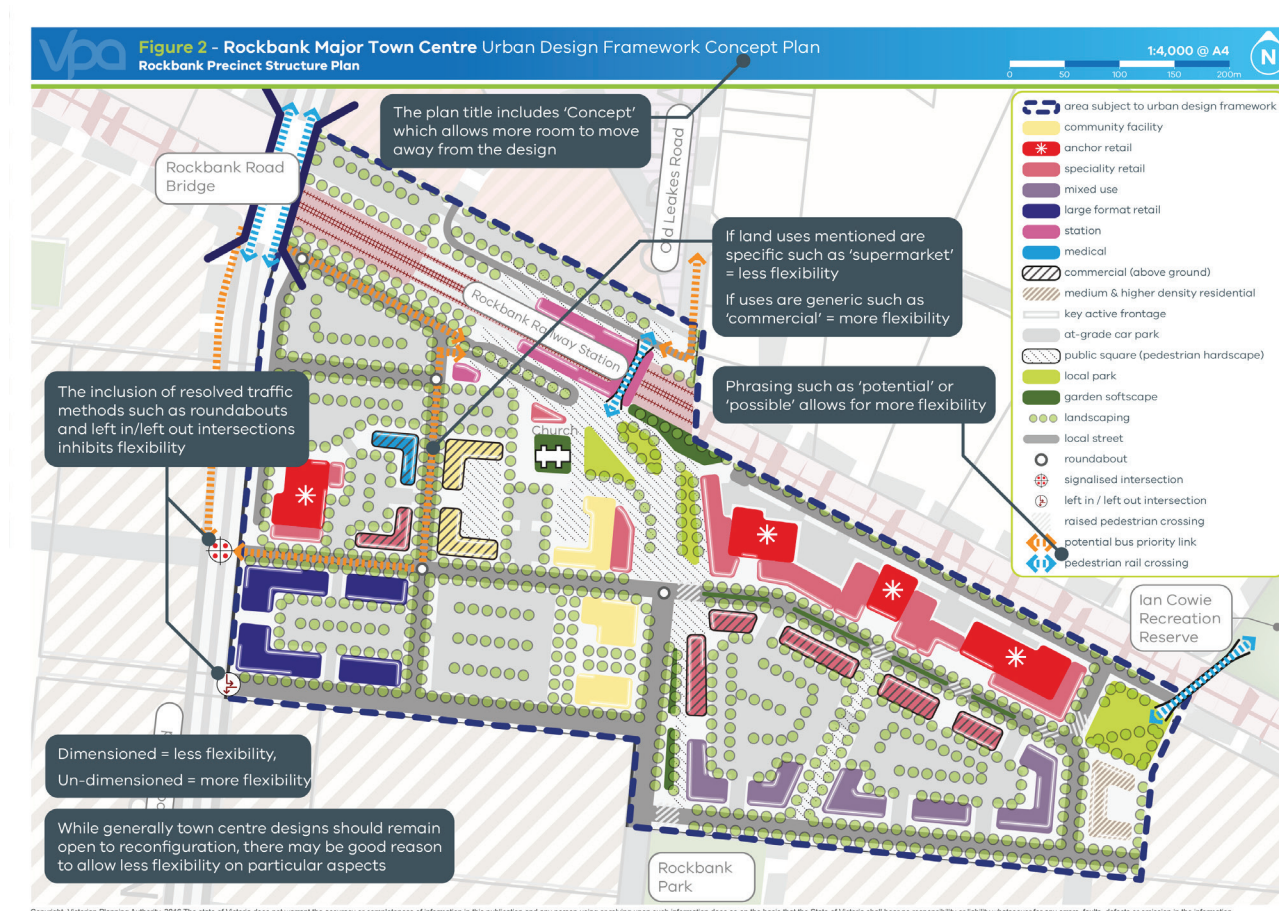 vpa
Figure 2 - Rockbank Major Town Centre Urban Design Framework Concept Plan
Rockbank Precinct Structure Plan
1:4,000 @ A4
0 50 100 150 200m
N
The plan title includes ‘Concept’
which allows more room to move
away from the design
Rockbank Road
Bridge
Old Leakes Road
If land uses mentioned are
specific such as ‘supermarket’
= less flexibility
If uses are generic such as
‘commercial’ = more flexibility
Rockbank Railway Station
The inclusion of resolved traffic
methods such as roundabouts
and left in/left out intersections
inhibits flexibility
Phrasing such as ‘potential’ or
‘possible’ allows for more flexibility
Church
area subject to urban design framework
community facility
anchor retail
speciality retail
mixed use
large format retail
station
medical
commercial (above ground)
medium & higher density residential
key active frontage
at-grade car park
public square (pedestrian hardscape)
local park
garden softscape
landscaping
local street
roundabout
signalised intersection
left in / left out intersection
raised pedestrian crossing
potential bus priority link
pedestrian rail crossing
Ian Cowie
Recreation
Reserve
Dimensioned = less flexibility,
Un-dimensioned = more flexibility
While generally town centre designs should remain
open to reconfiguration, there may be good reason
to allow less flexibility on particular aspects
Rockbank
Park